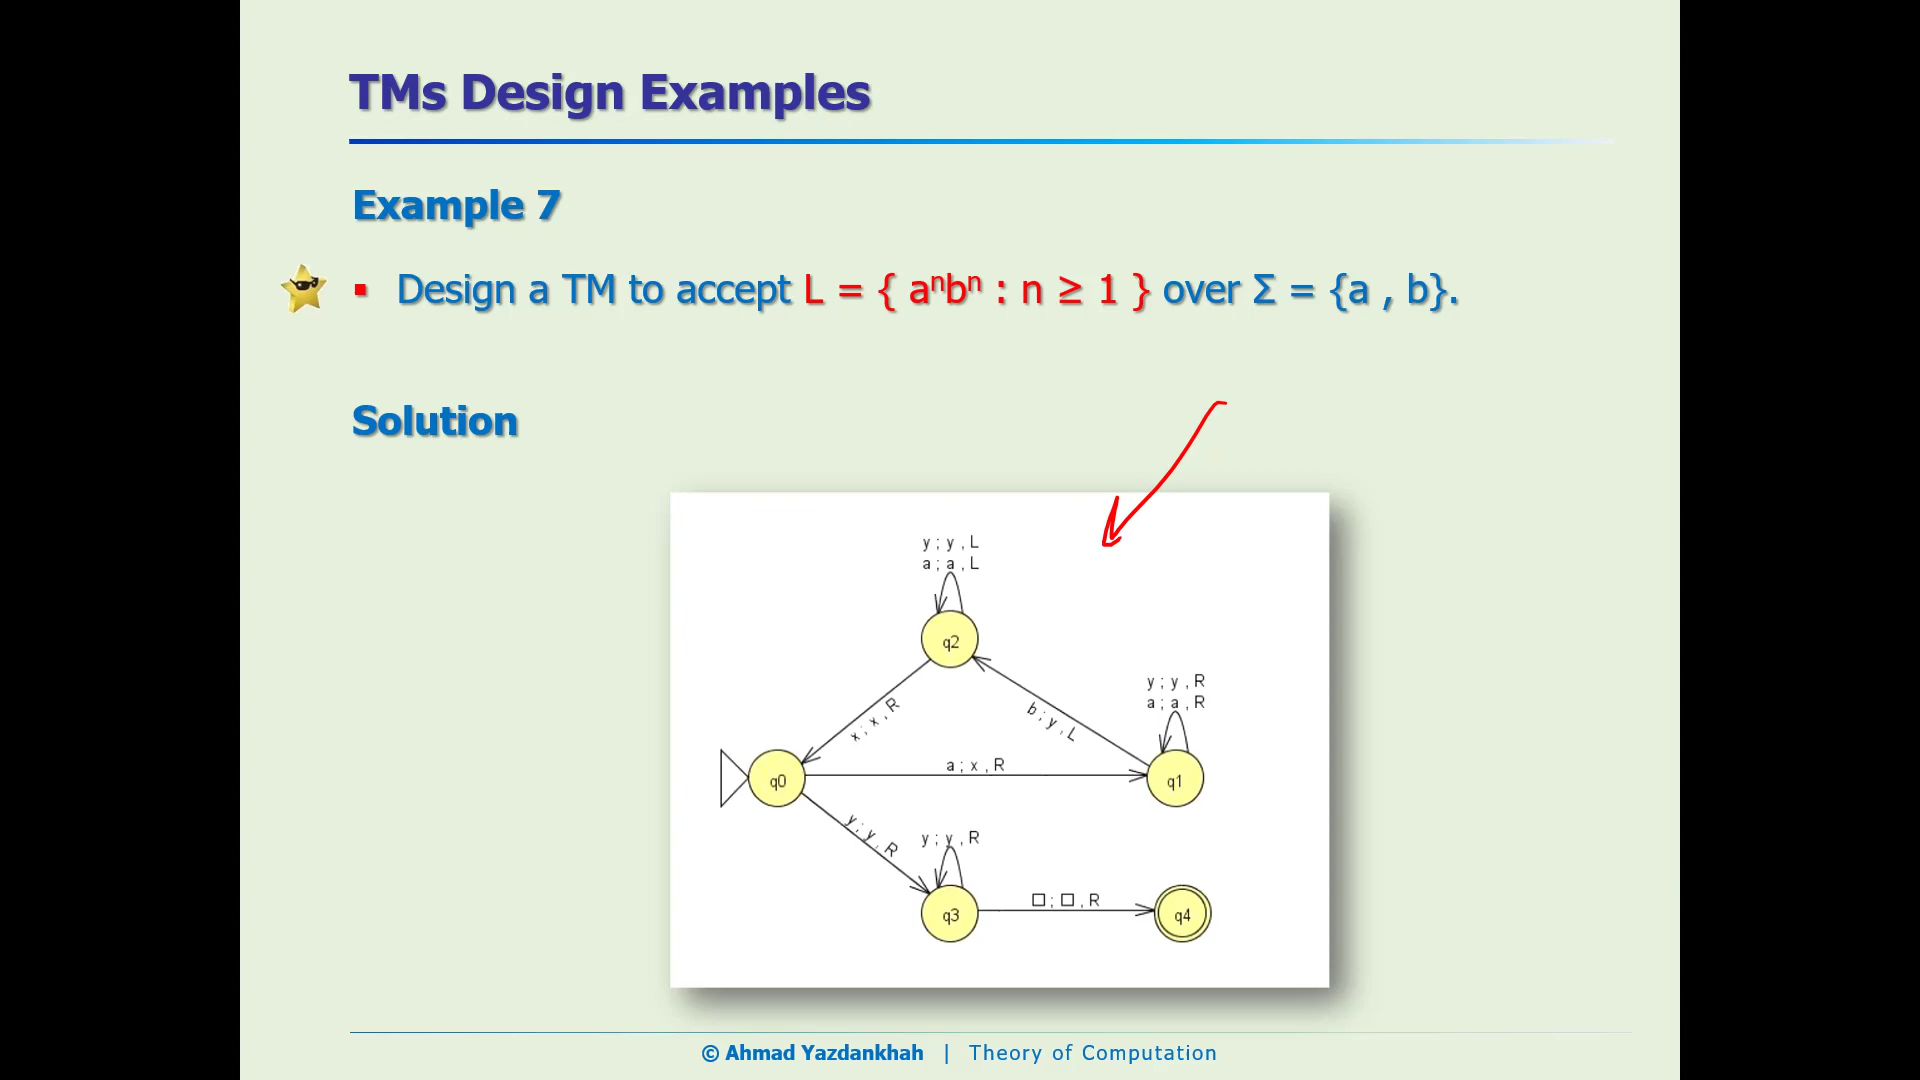 TMs Design Examples
Example 7
▪ Design a TM to accept L = { aⁿbⁿ : n ≥ 1 } over Σ = {a , b}.
Solution
y ; y , L
a ; a , L
q2
y ; y , R
a ; a , R
x ; x , R
b ; y , L
a ; x , R
q0
q1
y ; y , R
y ; y , R
□ ; □ , R
q3
q4
© Ahmad Yazdankhah | Theory of Computation